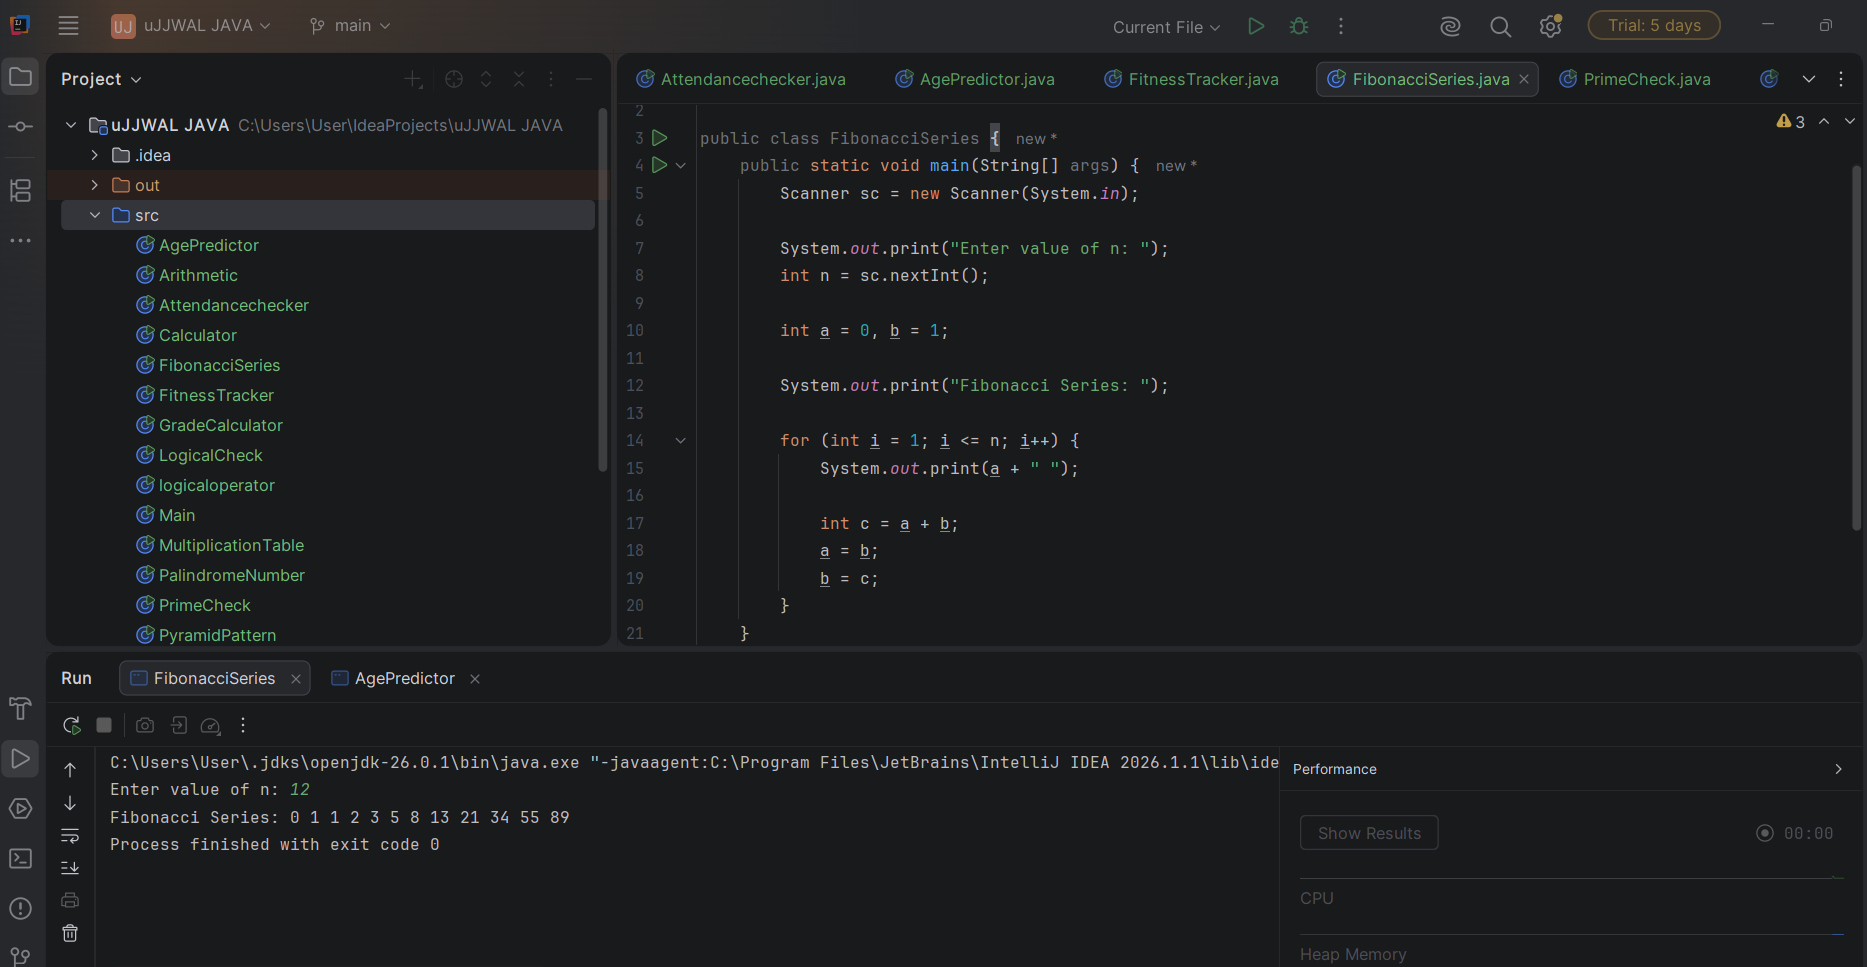 UJ uJJWAL JAVA main Current File Trial: 5 days
Project
uJJWAL JAVA C:\Users\User\IdeaProjects\uJJWAL JAVA
.idea
out
src
AgePredictor
Arithmetic
Attendancechecker
Calculator
FibonacciSeries
FitnessTracker
GradeCalculator
LogicalCheck
logicaloperator
Main
MultiplicationTable
PalindromeNumber
PrimeCheck
PyramidPattern
Attendancechecker.java AgePredictor.java FitnessTracker.java FibonacciSeries.java PrimeCheck.java
3
2
3 public class FibonacciSeries { new *
4 public static void main(String[] args) { new *
5 Scanner sc = new Scanner(System.in);
6
7 System.out.print("Enter value of n: ");
8 int n = sc.nextInt();
9
10 int a = 0, b = 1;
11
12 System.out.print("Fibonacci Series: ");
13
14 for (int i = 1; i <= n; i++) {
15 System.out.print(a + " ");
16
17 int c = a + b;
18 a = b;
19 b = c;
20 }
21 }
Run FibonacciSeries AgePredictor
C:\Users\User\.jdks\openjdk-26.0.1\bin\java.exe "-javaagent:C:\Program Files\JetBrains\IntelliJ IDEA 2026.1.1\lib\ide
Enter value of n: 12
Fibonacci Series: 0 1 1 2 3 5 8 13 21 34 55 89
Process finished with exit code 0
Performance
Show Results 00:00
CPU
Heap Memory